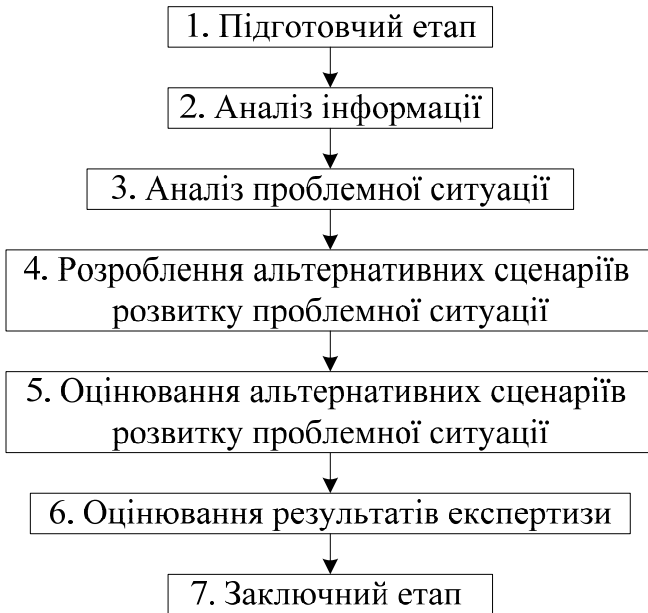 1. Підготовчий етап
2. Аналіз інформації
3. Аналіз проблемної ситуації
4. Розроблення альтернативних сценаріїв
розвитку проблемної ситуації
5. Оцінювання альтернативних сценаріїв
розвитку проблемної ситуації
6. Оцінювання результатів експертизи
7. Заключний етап